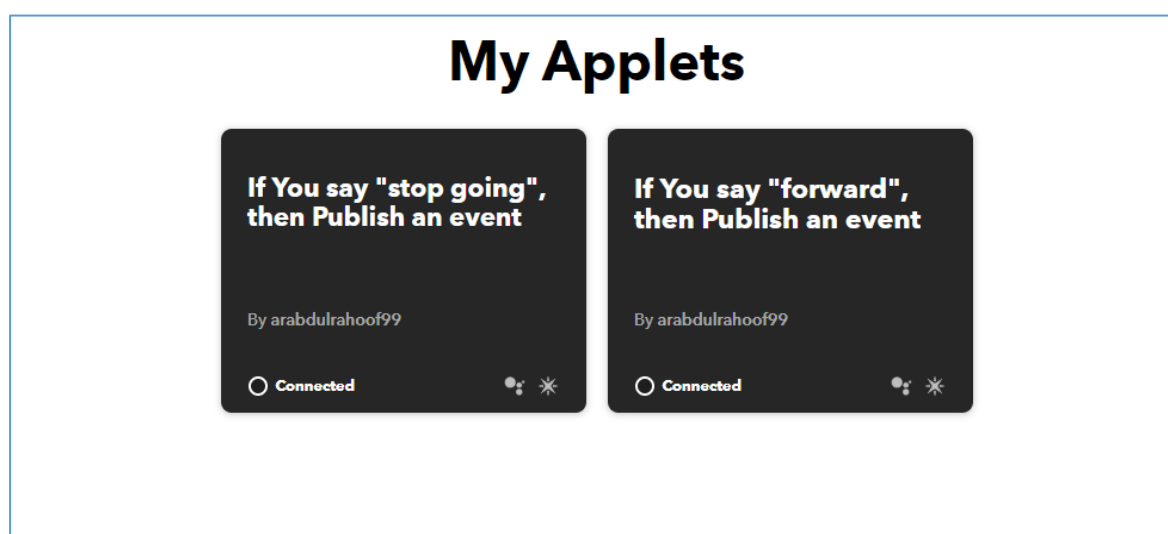 My Applets
If You say "stop going",
then Publish an event
By arabdulrahoof99
Connected
If You say "forward",
then Publish an event
By arabdulrahoof99
Connected